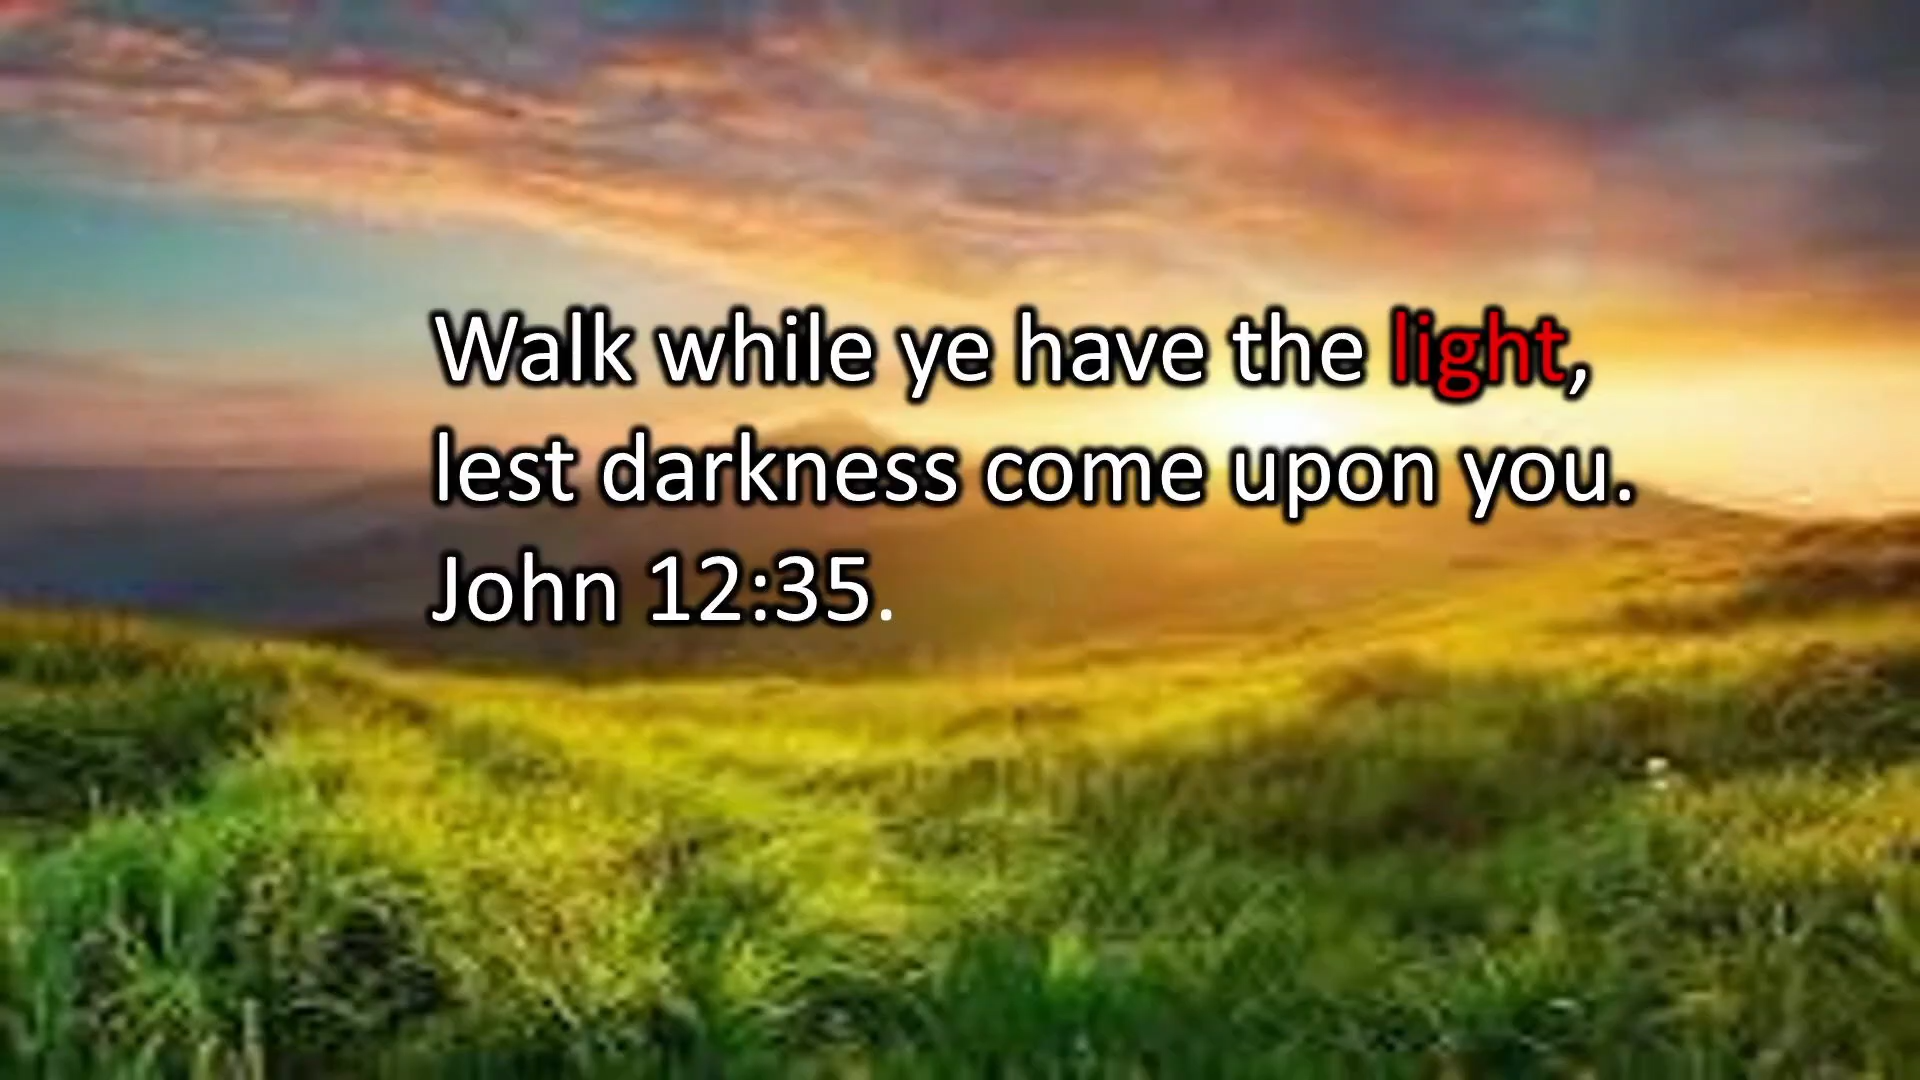 Walk while ye have the light,
lest darkness come upon you.
John 12:35.